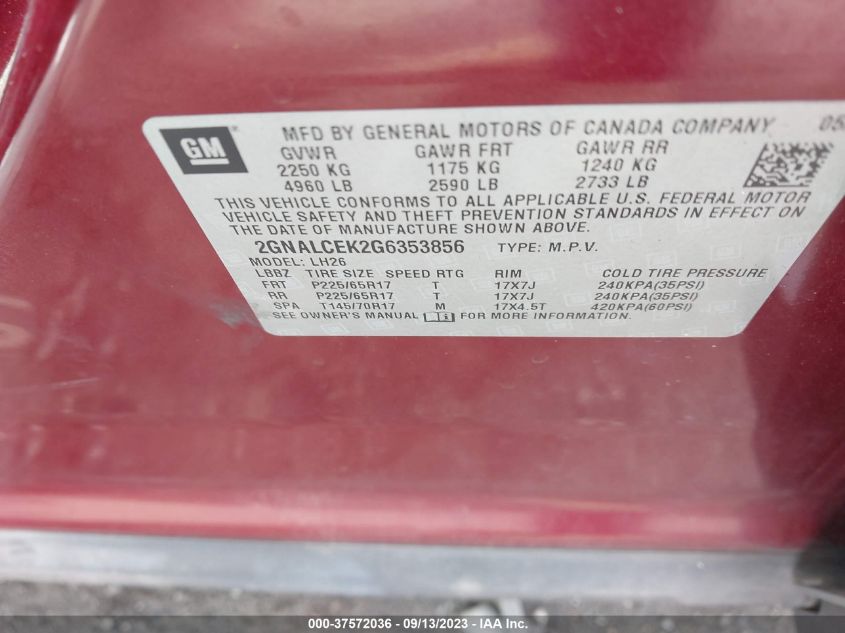 GM
MFD BY GENERAL MOTORS OF CANADA COMPANY
GVWR GAWR FRT GAWR RR
2250 KG 1175 KG 1240 KG
4960 LB 2590 LB 2733 LB
THIS VEHICLE CONFORMS TO ALL APPLICABLE U.S. FEDERAL MOTOR
VEHICLE SAFETY AND THEFT PREVENTION STANDARDS IN EFFECT ON
THE DATE OF MANUFACTURE SHOWN ABOVE.
2GNALCEK2G6353856 TYPE: M.P.V.
MODEL: LH26
LBBZ TIRE SIZE SPEED RTG RIM COLD TIRE PRESSURE
FRT P225/65R17 T 17X7J 240KPA(35PSI)
RR P225/65R17 T 17X7J 240KPA(35PSI)
SPA T145/70R17 M 17X4.5T 420KPA(60PSI)
SEE OWNER'S MANUAL FOR MORE INFORMATION.
000-37572036 - 09/13/2023 - IAA Inc.